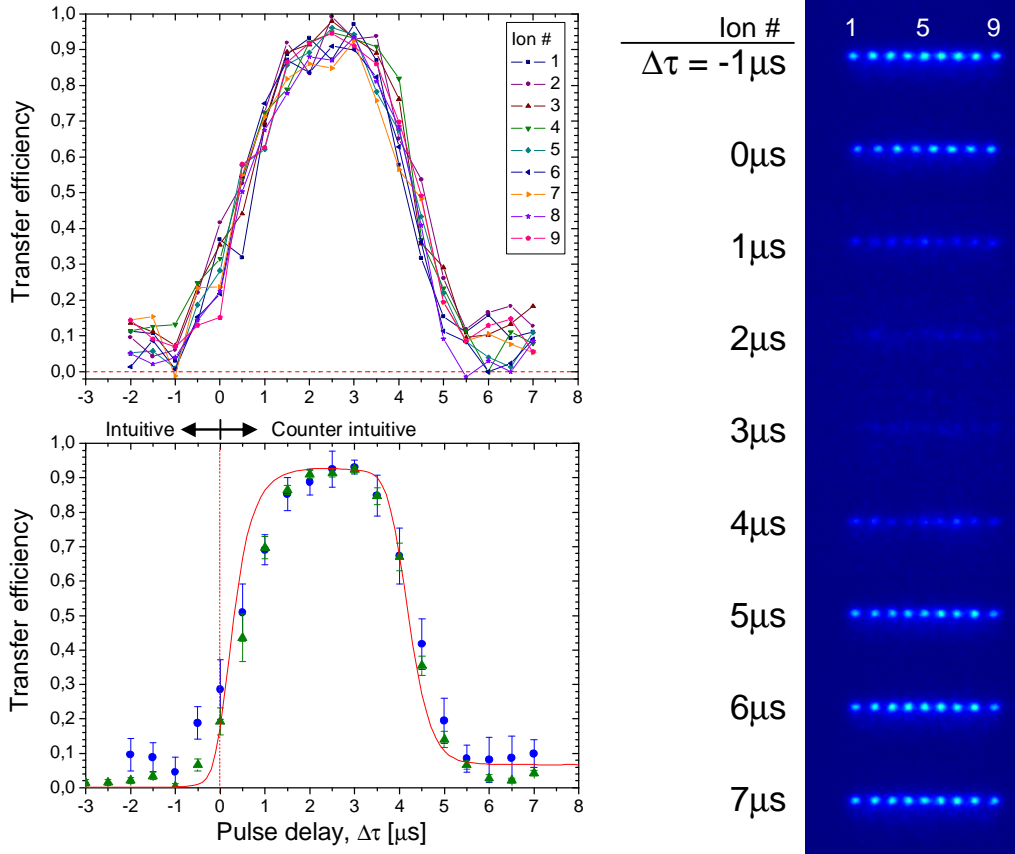 1,0
0,9
0,8
0,7
0,6
0,5
0,4
0,3
0,2
0,1
0,0
Transfer efficiency
Ion #
1
2
3
4
5
6
7
8
9
-3 -2 -1 0 1 2 3 4 5 6 7 8
Intuitive Counter intuitive
1,0
0,9
0,8
0,7
0,6
0,5
0,4
0,3
0,2
0,1
0,0
Transfer efficiency
-3 -2 -1 0 1 2 3 4 5 6 7 8
Pulse delay, Δτ [μs]
Ion # 1 5 9
Δτ = -1μs
0μs
1μs
2μs
3μs
4μs
5μs
6μs
7μs